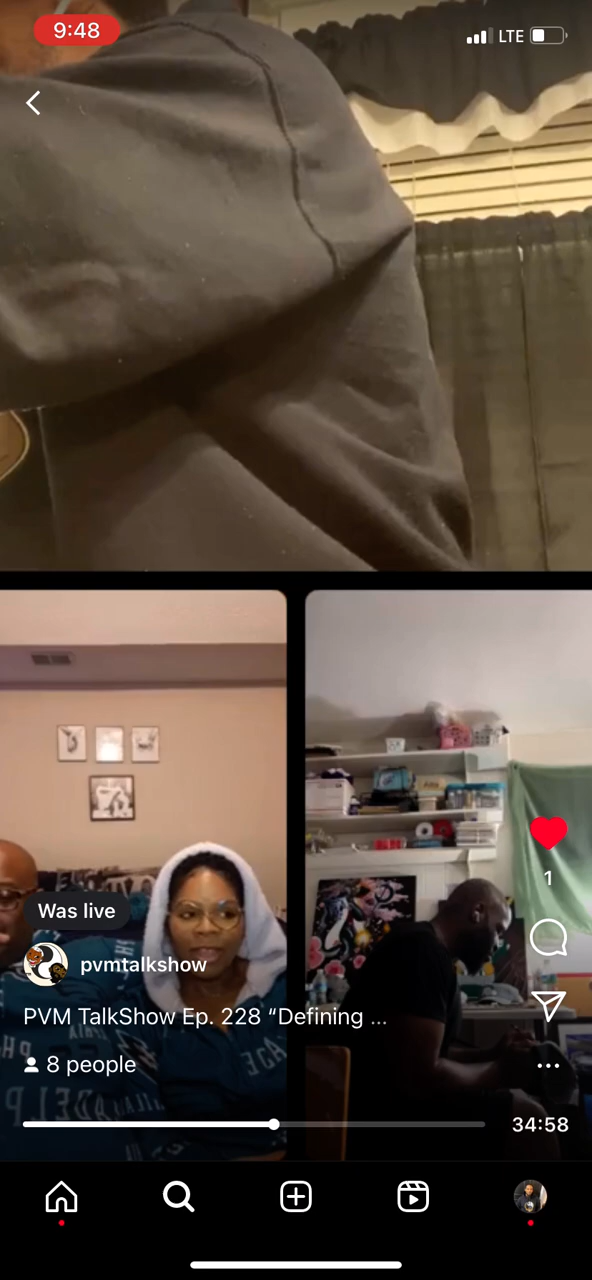 9:48
LTE
Was live
pvmtalkshow
PVM TalkShow Ep. 228 “Defining ...
8 people
1
34:58